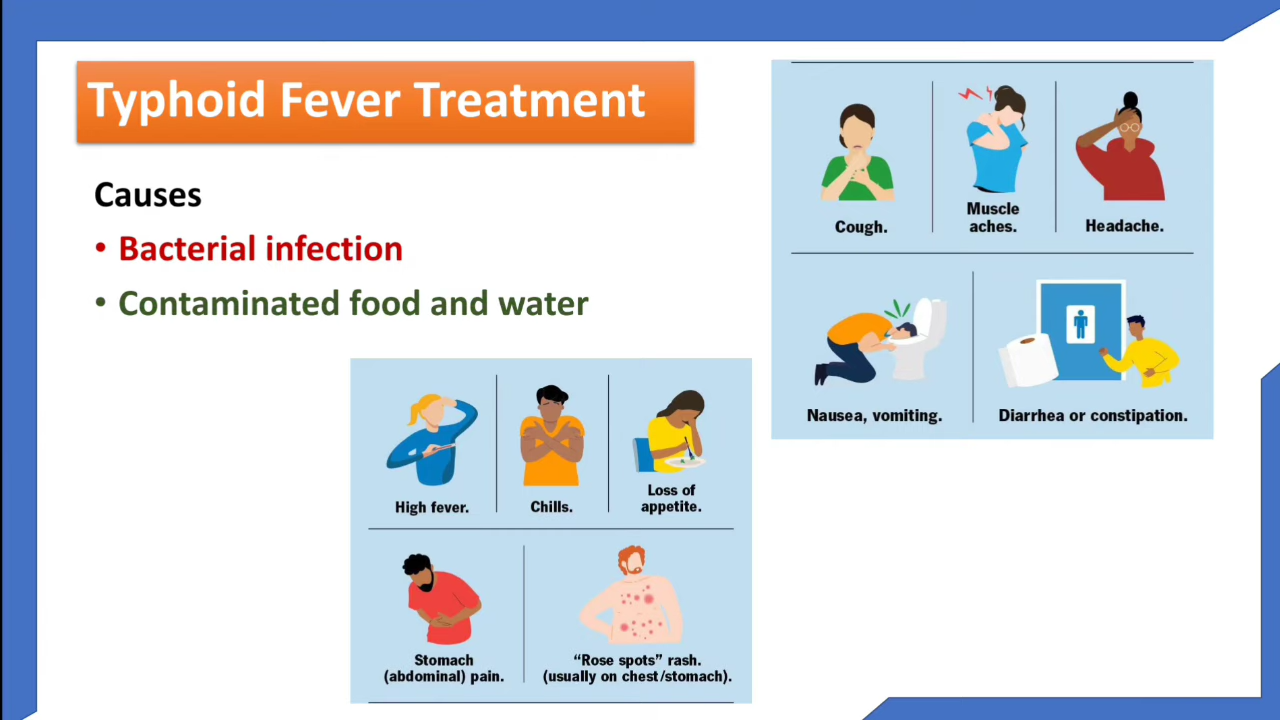 Typhoid Fever Treatment
Causes
• Bacterial infection
• Contaminated food and water
Cough.
Muscle
aches.
Headache.
Nausea, vomiting.
Diarrhea or constipation.
High fever.
Chills.
Loss of
appetite.
Stomach
(abdominal) pain.
“Rose spots” rash.
(usually on chest/stomach).